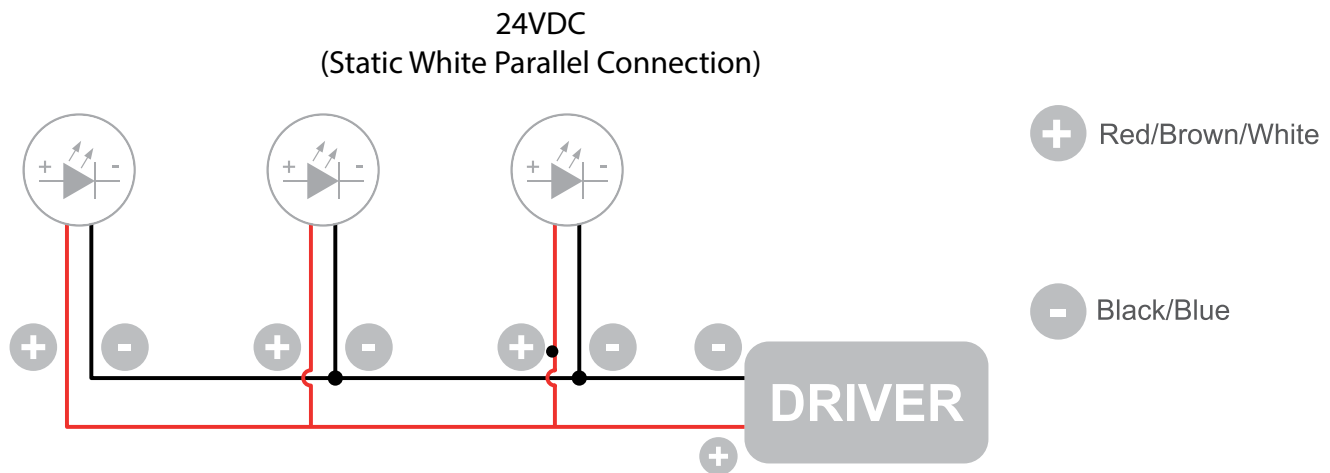 24VDC
(Static White Parallel Connection)
+ - + - + -
+ Red/Brown/White
- Black/Blue
+ - + - + - -
DRIVER
+